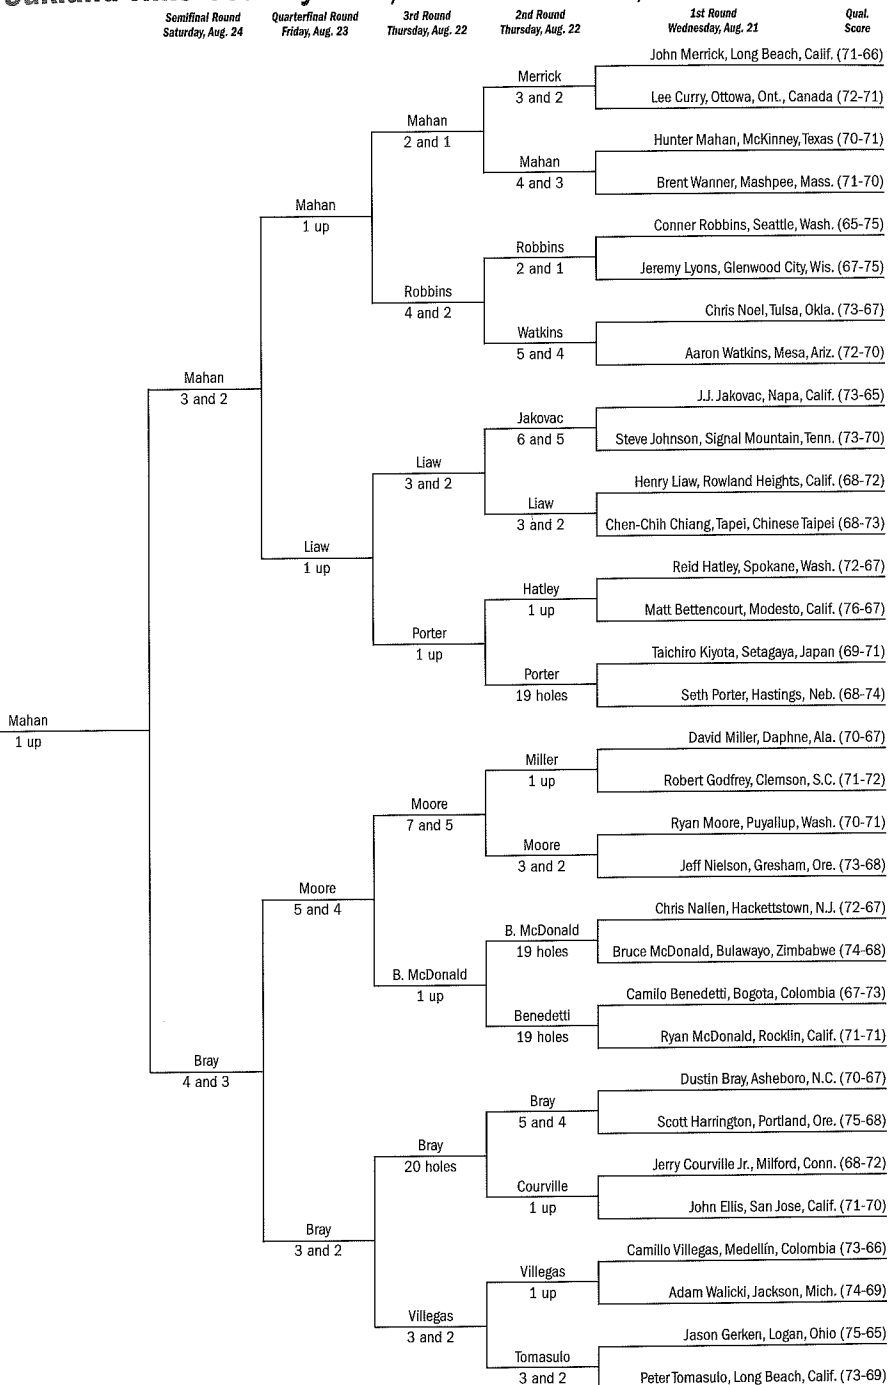 Mahan
1 up
Semifinal Round
Saturday, Aug. 24
Mahan
3 and 2
Bray
4 and 3
Quarterfinal Round
Friday, Aug. 23
Mahan
1 up
Liaw
1 up
Moore
5 and 4
Bray
3 and 2
3rd Round
Thursday, Aug. 22
Mahan
2 and 1
Robbins
4 and 2
Liaw
3 and 2
Porter
1 up
Moore
7 and 5
B. McDonald
1 up
Bray
20 holes
Villegas
3 and 2
2nd Round
Thursday, Aug. 22
Merrick
3 and 2
Mahan
4 and 3
Robbins
2 and 1
Watkins
5 and 4
Jakovac
6 and 5
Liaw
3 and 2
Hatley
1 up
Porter
19 holes
Miller
1 up
Moore
3 and 2
B. McDonald
19 holes
Benedetti
19 holes
Bray
5 and 4
Courville
1 up
Villegas
1 up
Tomasulo
3 and 2
1st Round
Wednesday, Aug. 21
Qual.
Score
John Merrick, Long Beach, Calif. (71-66)
Lee Curry, Ottowa, Ont., Canada (72-71)
Hunter Mahan, McKinney, Texas (70-71)
Brent Wanner, Mashpee, Mass. (71-70)
Conner Robbins, Seattle, Wash. (65-75)
Jeremy Lyons, Glenwood City, Wis. (67-75)
Chris Noel, Tulsa, Okla. (73-67)
Aaron Watkins, Mesa, Ariz. (72-70)
J.J. Jakovac, Napa, Calif. (73-65)
Steve Johnson, Signal Mountain, Tenn. (73-70)
Henry Liaw, Rowland Heights, Calif. (68-72)
Chen-Chih Chiang, Tapei, Chinese Taipei (68-73)
Reid Hatley, Spokane, Wash. (72-67)
Matt Bettencourt, Modesto, Calif. (76-67)
Taichiro Kiyota, Setagaya, Japan (69-71)
Seth Porter, Hastings, Neb. (68-74)
David Miller, Daphne, Ala. (70-67)
Robert Godfrey, Clemson, S.C. (71-72)
Ryan Moore, Puyallup, Wash. (70-71)
Jeff Nielson, Gresham, Ore. (73-68)
Chris Nallen, Hackettstown, N.J. (72-67)
Bruce McDonald, Bulawayo, Zimbabwe (74-68)
Camilo Benedetti, Bogota, Colombia (67-73)
Ryan McDonald, Rocklin, Calif. (71-71)
Dustin Bray, Asheboro, N.C. (70-67)
Scott Harrington, Portland, Ore. (75-68)
Jerry Courville Jr., Milford, Conn. (68-72)
John Ellis, San Jose, Calif. (71-70)
Camillo Villegas, Medellín, Colombia (73-66)
Adam Walicki, Jackson, Mich. (74-69)
Jason Gerken, Logan, Ohio (75-65)
Peter Tomasulo, Long Beach, Calif. (73-69)